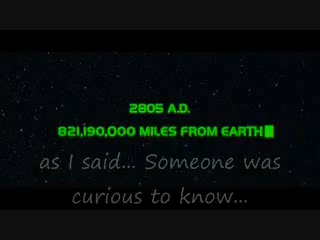 2805 A.D.
821,190,000 MILES FROM EARTH
as I said... Someone was
curious to know...